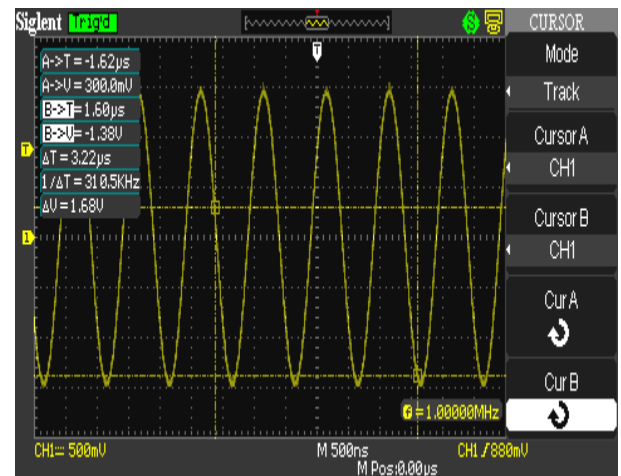 Siglent Trig'd
CURSOR
Mode
Track
Cursor A
CH1
Cursor B
CH1
Cur A
Cur B
T
A->T = -1.62μs
A->V = 300.0mV
B->T = 1.60μs
B->V = -1.38V
ΔT = 3.22μs
1/ΔT = 310.5KHz
ΔV = 1.68V
T
1
F = 1.00000MHz
CH1 500mV
M 500ns
CH1 / 880mV
M Pos:0.00μs